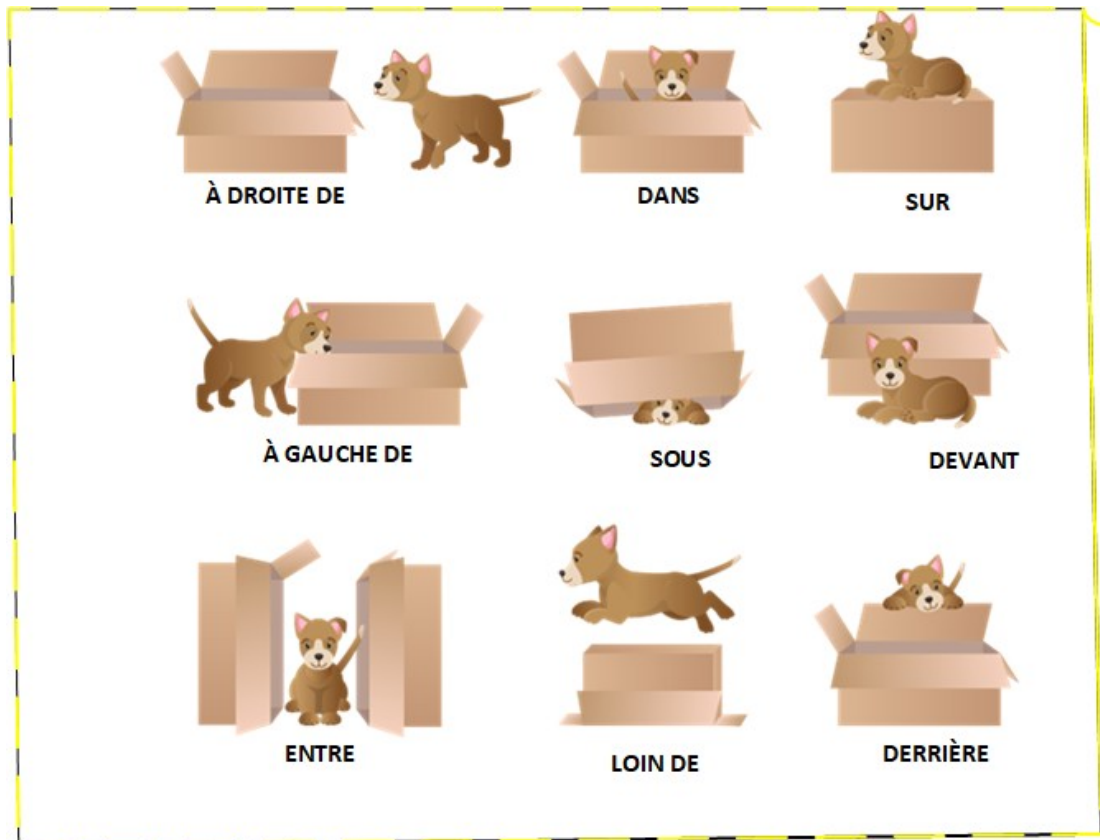 À DROITE DE
DANS
SUR
À GAUCHE DE
SOUS
DEVANT
ENTRE
LOIN DE
DERRIÈRE